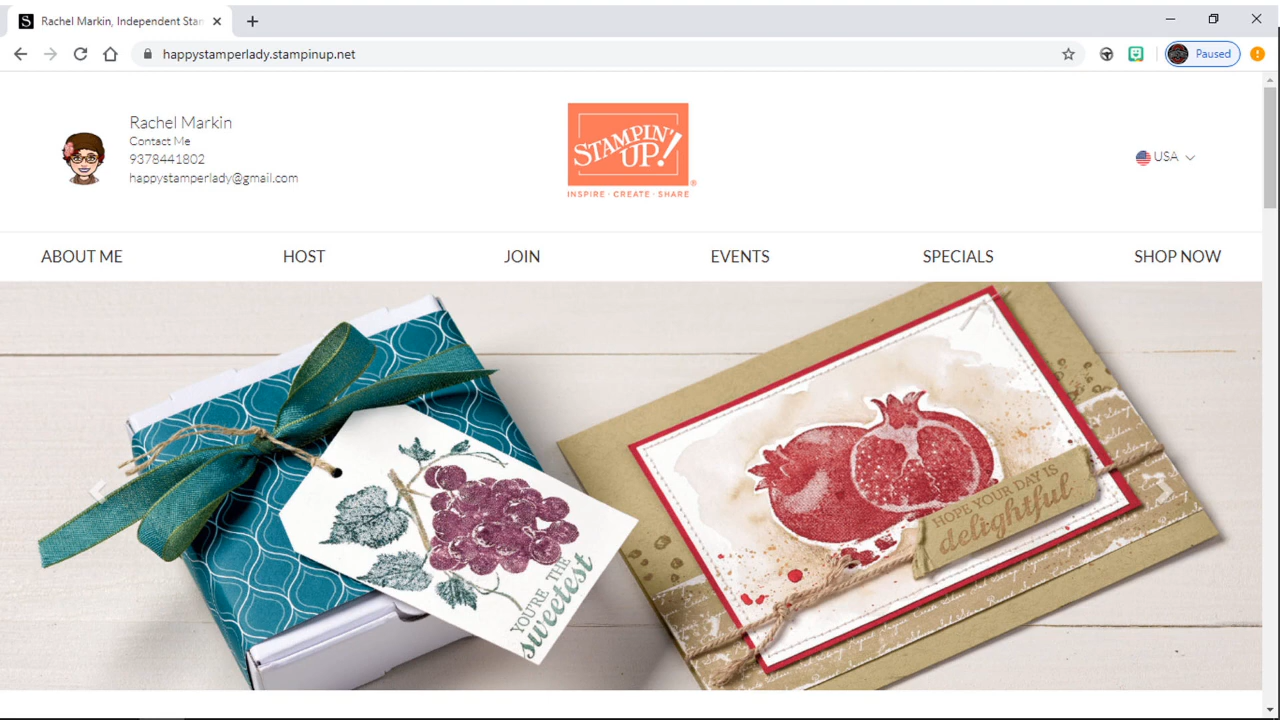 Rachel Markin, Independent Stan
happystamperlady.stampinup.net
Paused
Rachel Markin
Contact Me
9378441802
happystamperlady@gmail.com
STAMPIN' UP!®
INSPIRE · CREATE · SHARE
USA
ABOUT ME
HOST
JOIN
EVENTS
SPECIALS
SHOP NOW
YOU'RE THE
sweetest
HOPE YOUR DAY IS
delightful